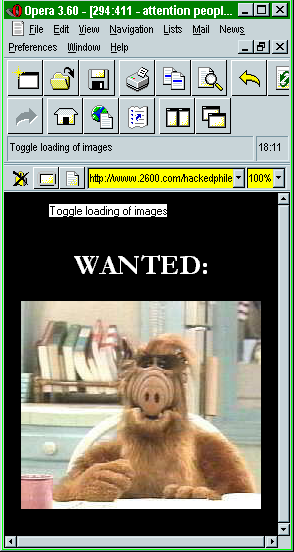 Opera 3.60 - [294:411 - attention peopl...
File Edit View Navigation Lists Mail News
Preferences Window Help
Toggle loading of images 18:11
http://www.2600.com/hackedphile 100%
Toggle loading of images
WANTED: